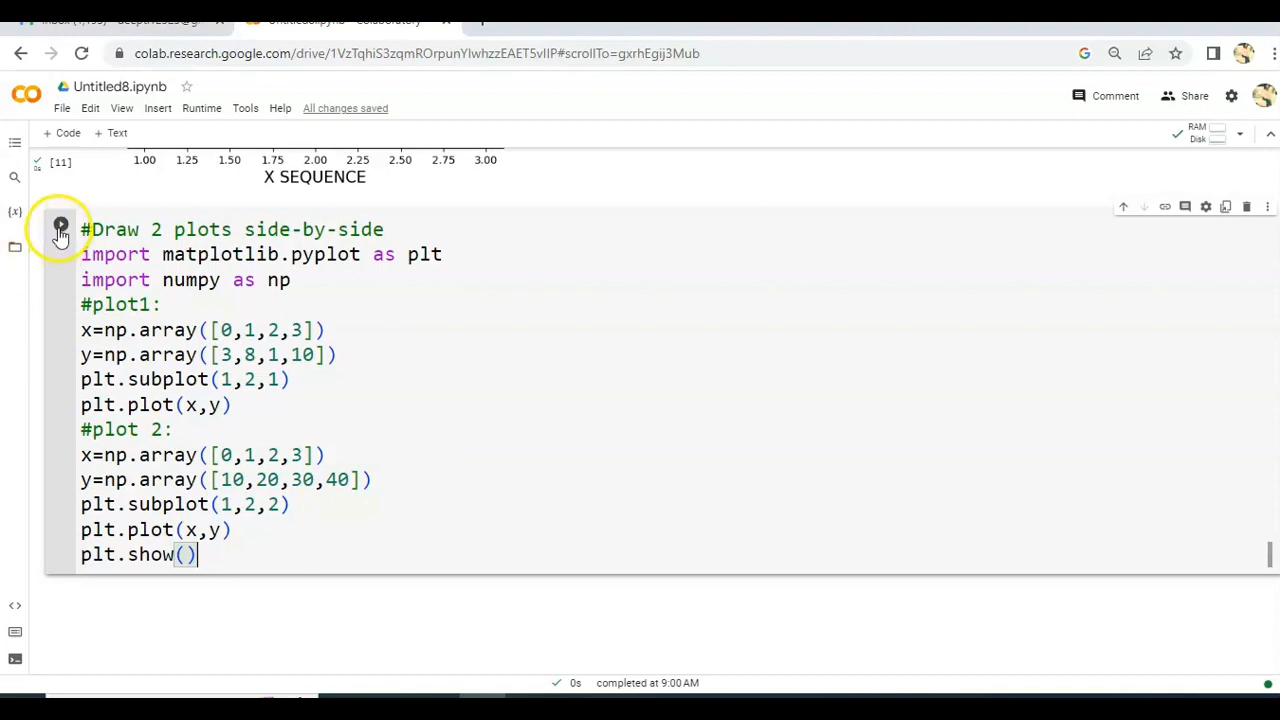 colab.research.google.com/drive/1VzTqhiS3zqmROrpunYlwhzzEAET5vlIP#scrollTo=gxrhEgij3Mub
Untitled8.ipynb
File Edit View Insert Runtime Tools Help All changes saved
Comment Share
+ Code + Text
RAM
Disk
0s [11]
1.00 1.25 1.50 1.75 2.00 2.25 2.50 2.75 3.00
X SEQUENCE
#Draw 2 plots side-by-side
import matplotlib.pyplot as plt
import numpy as np
#plot1:
x=np.array([0,1,2,3])
y=np.array([3,8,1,10])
plt.subplot(1,2,1)
plt.plot(x,y)
#plot 2:
x=np.array([0,1,2,3])
y=np.array([10,20,30,40])
plt.subplot(1,2,2)
plt.plot(x,y)
plt.show()
0s completed at 9:00 AM